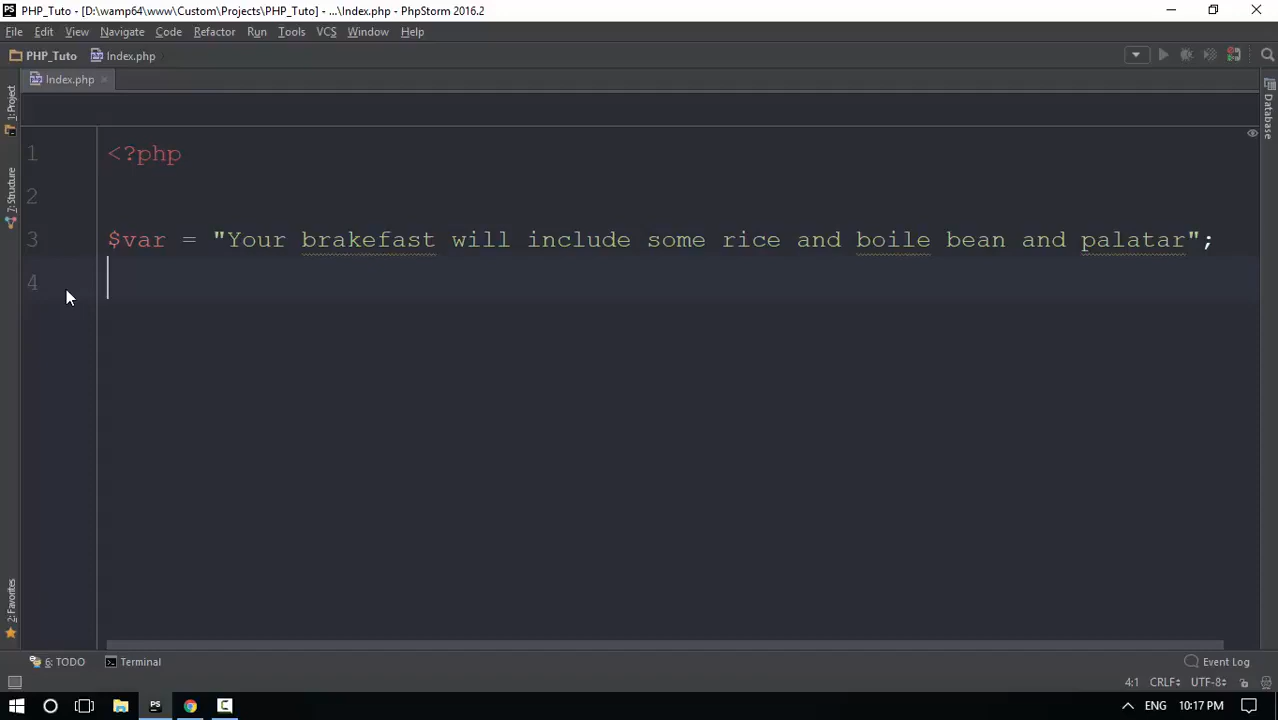 PS PHP_Tuto - [D:\wamp64\www\Custom\Projects\PHP_Tuto] - ...\Index.php - PhpStorm 2016.2
File Edit View Navigate Code Refactor Run Tools VCS Window Help
PHP_Tuto Index.php
Index.php
1: Project
7: Structure
2: Favorites
Database
1 <?php
2
3 $var = "Your brakefast will include some rice and boile bean and palatar";
4
6: TODO Terminal Event Log
4:1 CRLF UTF-8
PS C ENG 10:17 PM